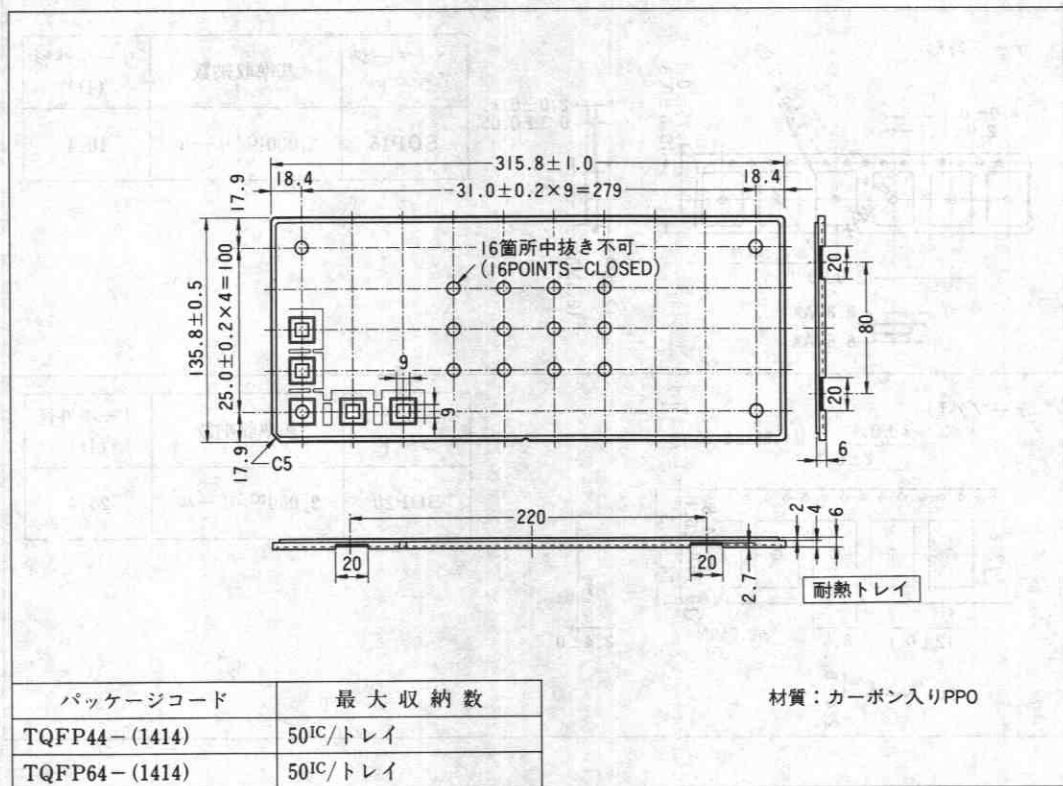 315.8±1.0
18.4
31.0±0.2×9=279
18.4
17.9
16箇所中抜き不可
(16POINTS-CLOSED)
135.8±0.5
25.0±0.2×4=100
9
9
17.9
C5
20
80
20
6
220
20
20
2
4
6
2.7
耐熱トレイ
材質：カーボン入りPPO
パッケージコード 最大収納数
TQFP44-(1414) 50IC/トレイ
TQFP64-(1414) 50IC/トレイ